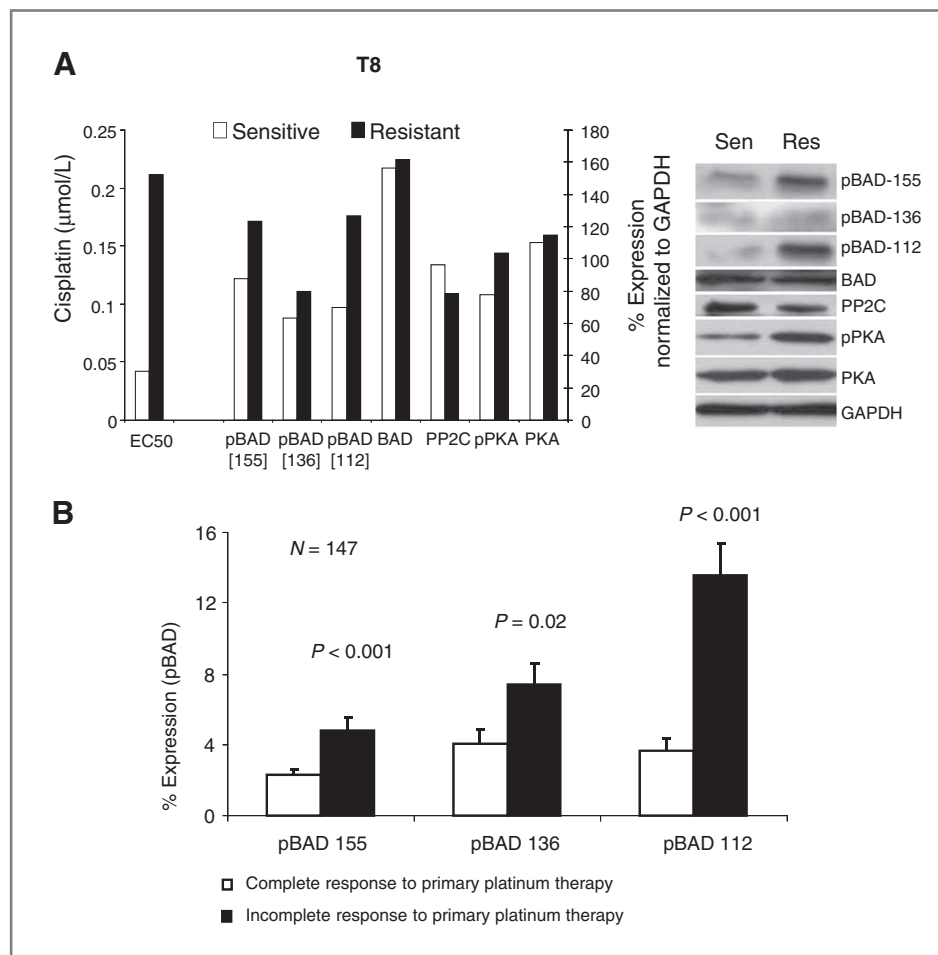 A
T8
Sensitive
Resistant
Cisplatin (μmol/L)
0.25
0.2
0.15
0.1
0.05
0
% Expression
normalized to GAPDH
180
160
140
120
100
80
60
40
20
0
EC50
pBAD
[155]
pBAD
[136]
pBAD
[112]
BAD
PP2C
pPKA
PKA
Sen Res
pBAD-155
pBAD-136
pBAD-112
BAD
PP2C
pPKA
PKA
GAPDH
B
% Expression (pBAD)
16
12
8
4
0
N = 147
P < 0.001
P = 0.02
P < 0.001
pBAD 155
pBAD 136
pBAD 112
Complete response to primary platinum therapy
Incomplete response to primary platinum therapy